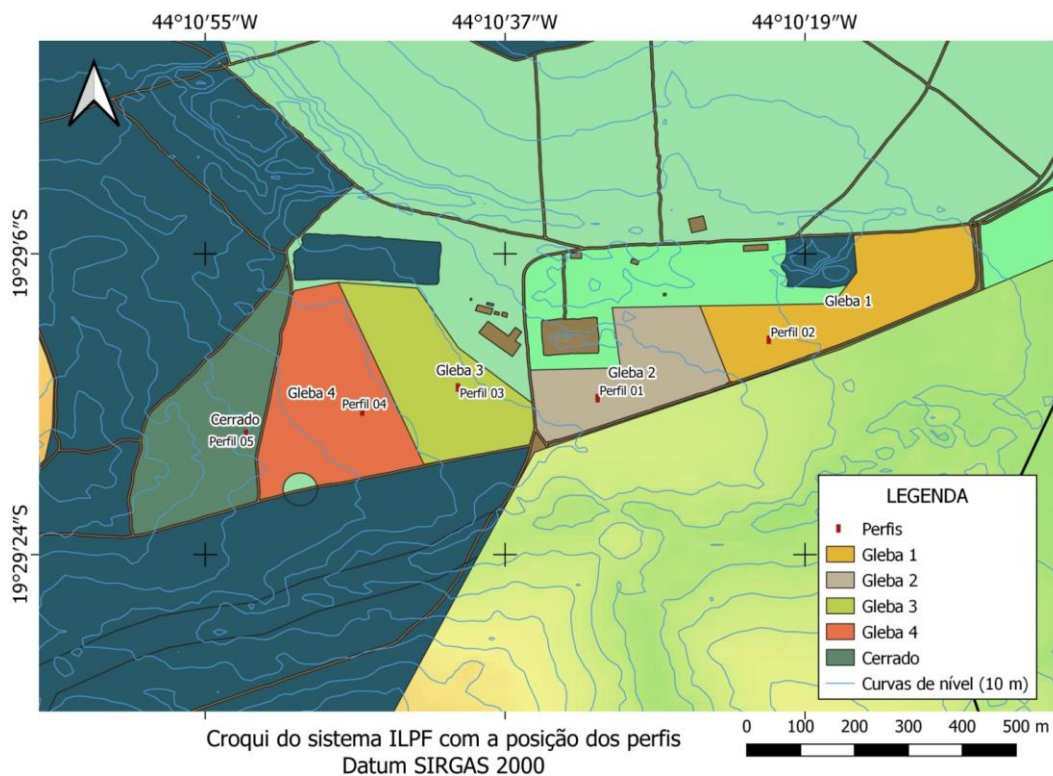 44°10'55"W 44°10'37"W 44°10'19"W
19°29'6"S
19°29'24"S
Gleba 1
Perfil 02
Gleba 2
Perfil 01
Gleba 3
Perfil 03
Gleba 4
Perfil 04
Cerrado
Perfil 05
LEGENDA
Perfis
Gleba 1
Gleba 2
Gleba 3
Gleba 4
Cerrado
Curvas de nível (10 m)
0 100 200 300 400 500 m
Croqui do sistema ILPF com a posição dos perfis
Datum SIRGAS 2000